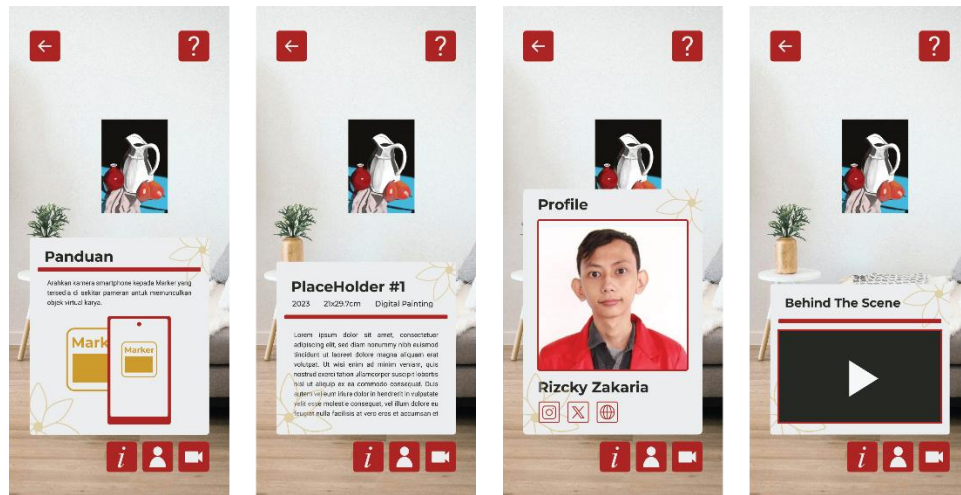 ?
Panduan
Arahkan kamera smartphone kepada Marker yang
tersedia di sekitar pameran untuk memunculkan
objek virtual karya.
Marker
Marker
i
?
PlaceHolder #1
2023 21x29.7cm Digital Painting
Lorem ipsum dolor sit amet, consectetuer
adipiscing elit, sed diam nonummy nibh euismod
tincidunt ut laoreet dolore magna aliquam erat
volutpat. Ut wisi enim ad minim veniam, quis
nostrud exerci tation ullamcorper suscipit lobortis
nisl ut aliquip ex ea commodo consequat. Duis
autem vel eum iriure dolor in hendrerit in vulputate
velit esse molestie consequat, vel illum dolore eu
feugiat nulla facilisis at vero eros et accumsan et
i
?
Profile
Rizcky Zakaria
X
i
?
Behind The Scene
i